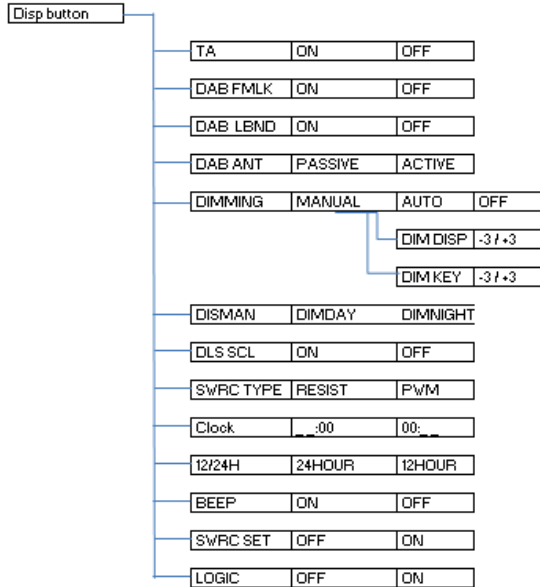 Disp button
TA ON OFF
DAB FMLK ON OFF
DAB LBND ON OFF
DAB ANT PASSIVE ACTIVE
DIMMING MANUAL AUTO OFF
DIM DISP -3 / +3
DIM KEY -3 / +3
DISMAN DIMDAY DIMNIGHT
DLS SCL ON OFF
SWRC TYPE RESIST PWM
Clock _ _:00 00:_ _
12/24H 24HOUR 12HOUR
BEEP ON OFF
SWRC SET OFF ON
LOGIC OFF ON